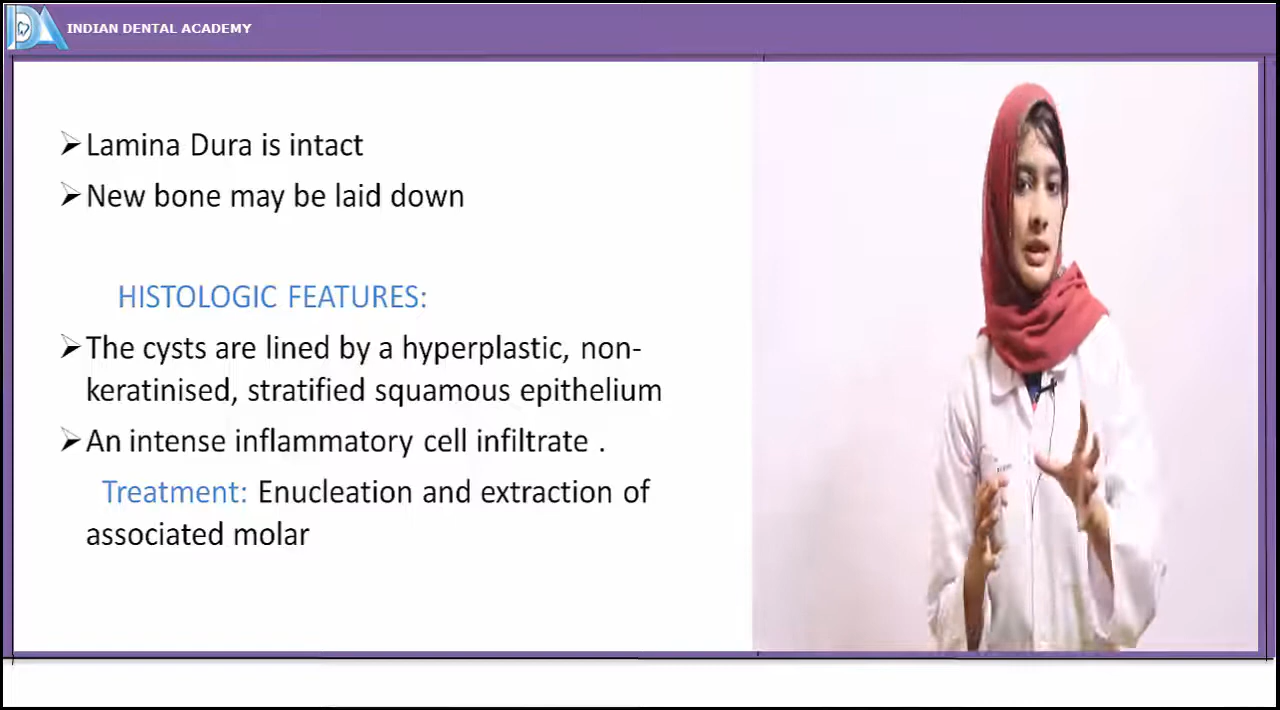 INDIAN DENTAL ACADEMY
➢Lamina Dura is intact
➢New bone may be laid down
HISTOLOGIC FEATURES:
➢The cysts are lined by a hyperplastic, non-
keratinised, stratified squamous epithelium
➢An intense inflammatory cell infiltrate .
Treatment: Enucleation and extraction of
associated molar